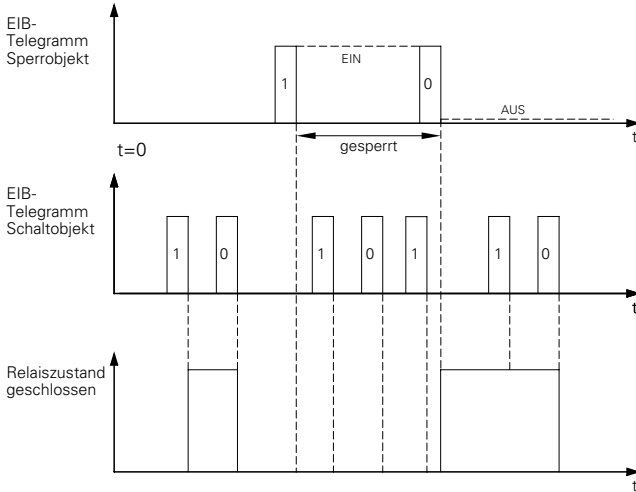 EIB-
Telegramm
Sperrobjekt
EIN
1
0
AUS
t
t=0
gesperrt
EIB-
Telegramm
Schaltobjekt
1
0
1
0
1
1
0
t
Relaiszustand
geschlossen
t